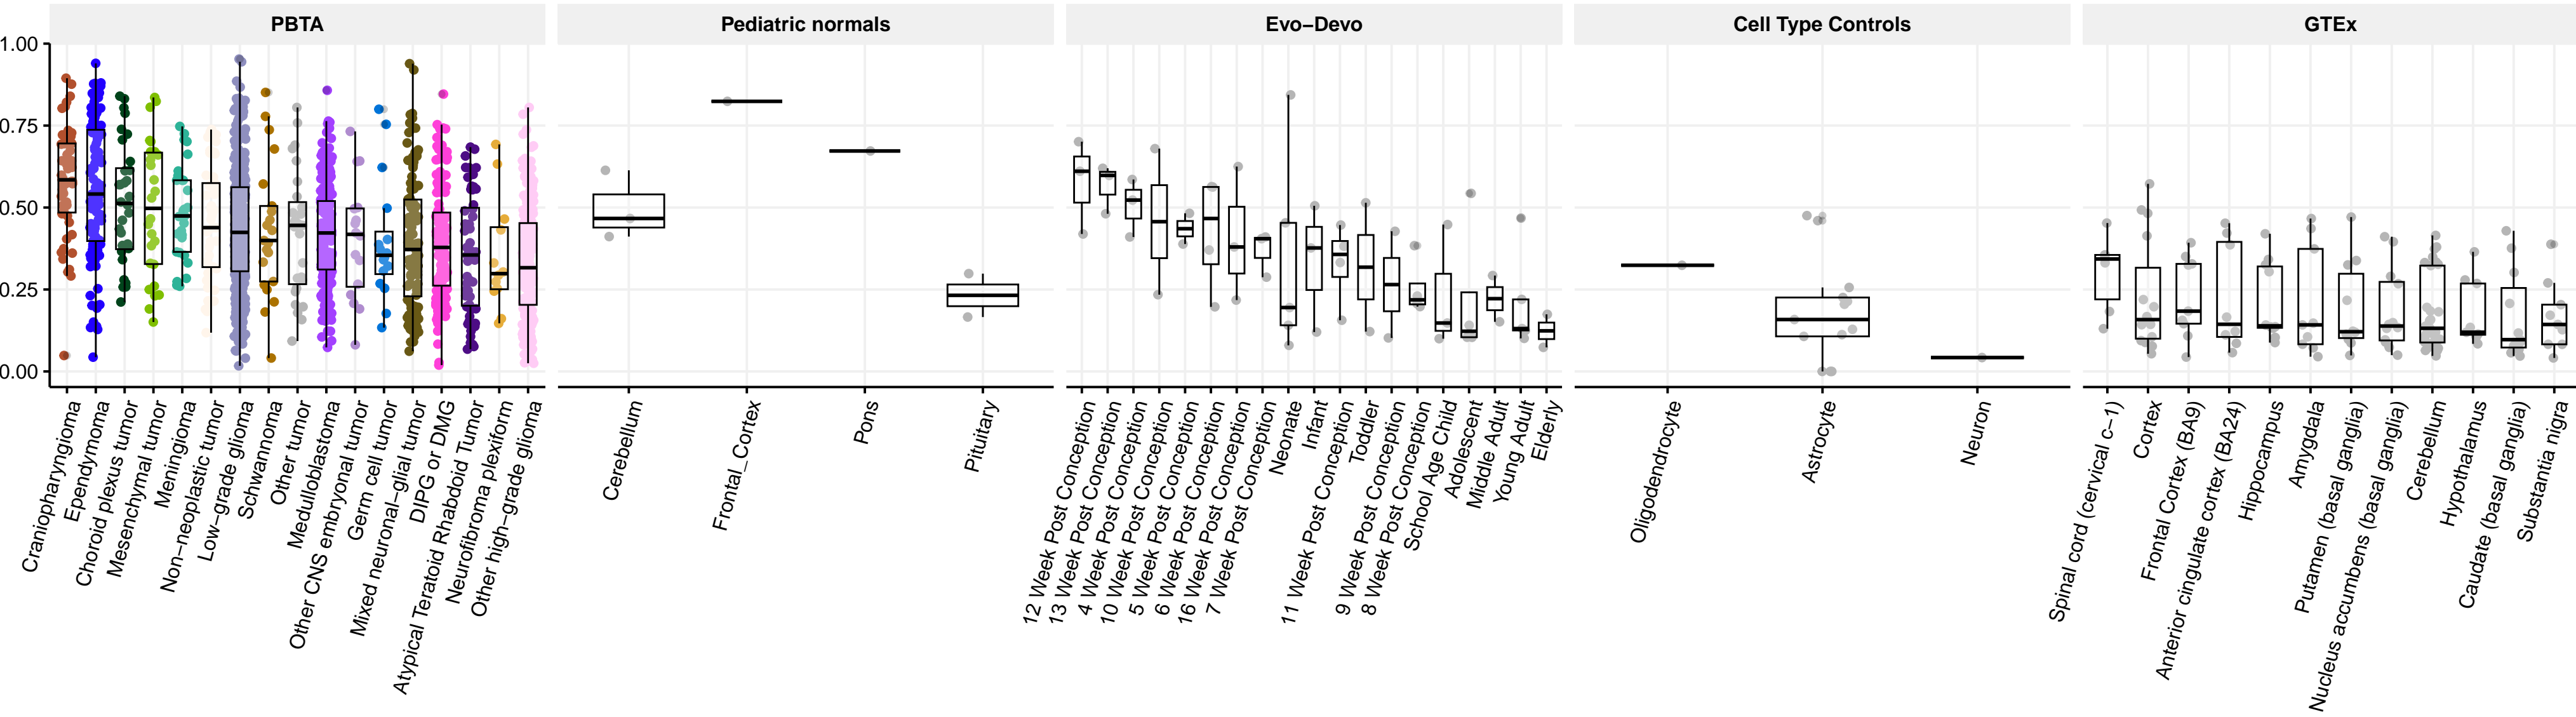 PBTA
Pediatric normals
Evo−Devo
Cell Type Controls
GTEx
1.00
0.75
0.50
0.25
0.00
Craniopharyngioma
Ependymoma
Choroid plexus tumor
Mesenchymal tumor
Meningioma
Non−neoplastic tumor
Low−grade glioma
Schwannoma
Other tumor
Medulloblastoma
Other CNS embryonal tumor
Germ cell tumor
Mixed neuronal−glial tumor
DIPG or DMG
Atypical Teratoid Rhabdoid Tumor
Neurofibroma plexiform
Other high−grade glioma
Cerebellum
Frontal_Cortex
Pons
Pituitary
12 Week Post Conception
13 Week Post Conception
4 Week Post Conception
10 Week Post Conception
5 Week Post Conception
6 Week Post Conception
16 Week Post Conception
7 Week Post Conception
Neonate
Infant
11 Week Post Conception
Toddler
9 Week Post Conception
8 Week Post Conception
School Age Child
Adolescent
Middle Adult
Young Adult
Elderly
Oligodendrocyte
Astrocyte
Neuron
Spinal cord (cervical c−1)
Cortex
Frontal Cortex (BA9)
Anterior cingulate cortex (BA24)
Hippocampus
Amygdala
Putamen (basal ganglia)
Nucleus accumbens (basal ganglia)
Cerebellum
Hypothalamus
Caudate (basal ganglia)
Substantia nigra